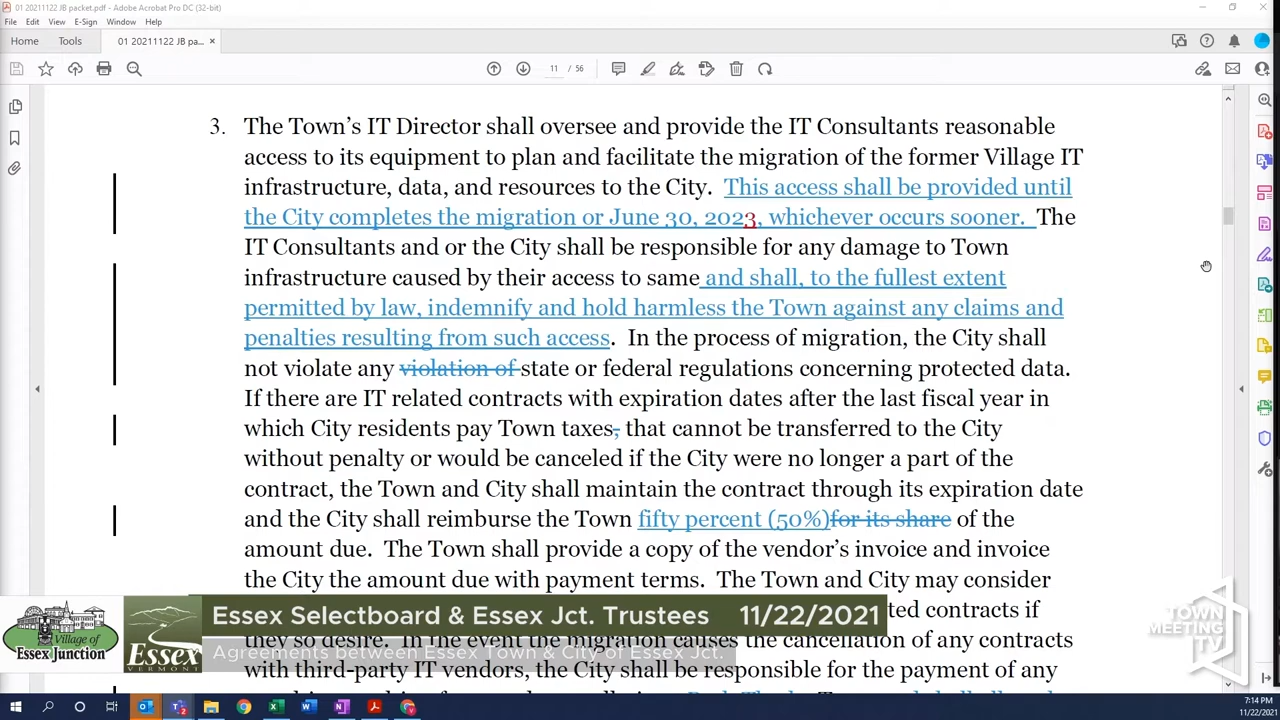 01 20211122 JB packet.pdf - Adobe Acrobat Pro DC (32-bit)
File Edit View E-Sign Window Help
Home Tools 01 20211122 JB pa... ×
11 / 56
3. The Town's IT Director shall oversee and provide the IT Consultants reasonable
access to its equipment to plan and facilitate the migration of the former Village IT
infrastructure, data, and resources to the City. This access shall be provided until
the City completes the migration or June 30, 2023, whichever occurs sooner. The
IT Consultants and or the City shall be responsible for any damage to Town
infrastructure caused by their access to same and shall, to the fullest extent
permitted by law, indemnify and hold harmless the Town against any claims and
penalties resulting from such access. In the process of migration, the City shall
not violate any violation of state or federal regulations concerning protected data.
If there are IT related contracts with expiration dates after the last fiscal year in
which City residents pay Town taxes, that cannot be transferred to the City
without penalty or would be canceled if the City were no longer a part of the
contract, the Town and City shall maintain the contract through its expiration date
and the City shall reimburse the Town fifty percent (50%)for its share of the
amount due. The Town shall provide a copy of the vendor's invoice and invoice
the City the amount due with payment terms. The Town and City may consider
ted contracts if
they so desire. In the event the migration causes the cancellation of any contracts
with third-party IT vendors, the City shall be responsible for the payment of any
Village of
Essex Junction
Essex
VERMONT
Essex Selectboard & Essex Jct. Trustees 11/22/2021
Agreements between Essex Town & City of Essex Jct.
TOWN
MEETING
TV
7:14 PM
11/22/2021